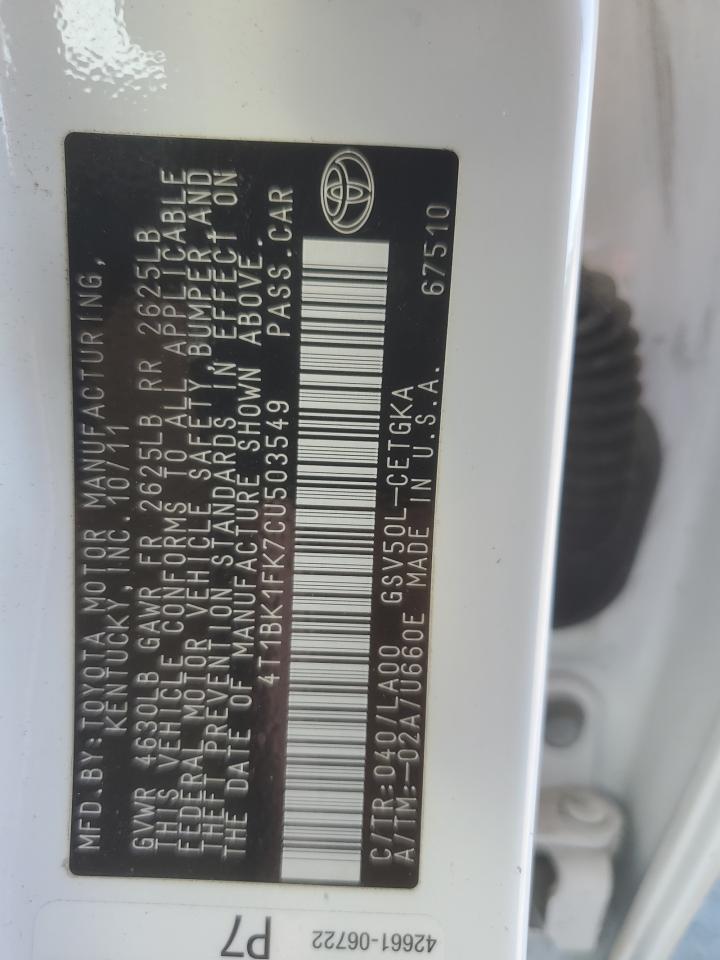 MFD.BY:TOYOTA MOTOR MANUFACTURING,
KENTUCKY, INC. 10/11
GVWR 4630LB GAWR FR 2625LB RR 2625LB
THIS VEHICLE CONFORMS TO ALL APPLICABLE
FEDERAL MOTOR VEHICLE SAFETY, BUMPER, AND
THEFT PREVENTION STANDARDS IN EFFECT ON
THE DATE OF MANUFACTURE SHOWN ABOVE.
4T1BK1FK7CU503549 PASS.CAR
C/TR:040/LA00 GSV50L-CETGKA
A/TM:-02A/U660E MADE IN U.S.A. 67510
42661-06722
P7